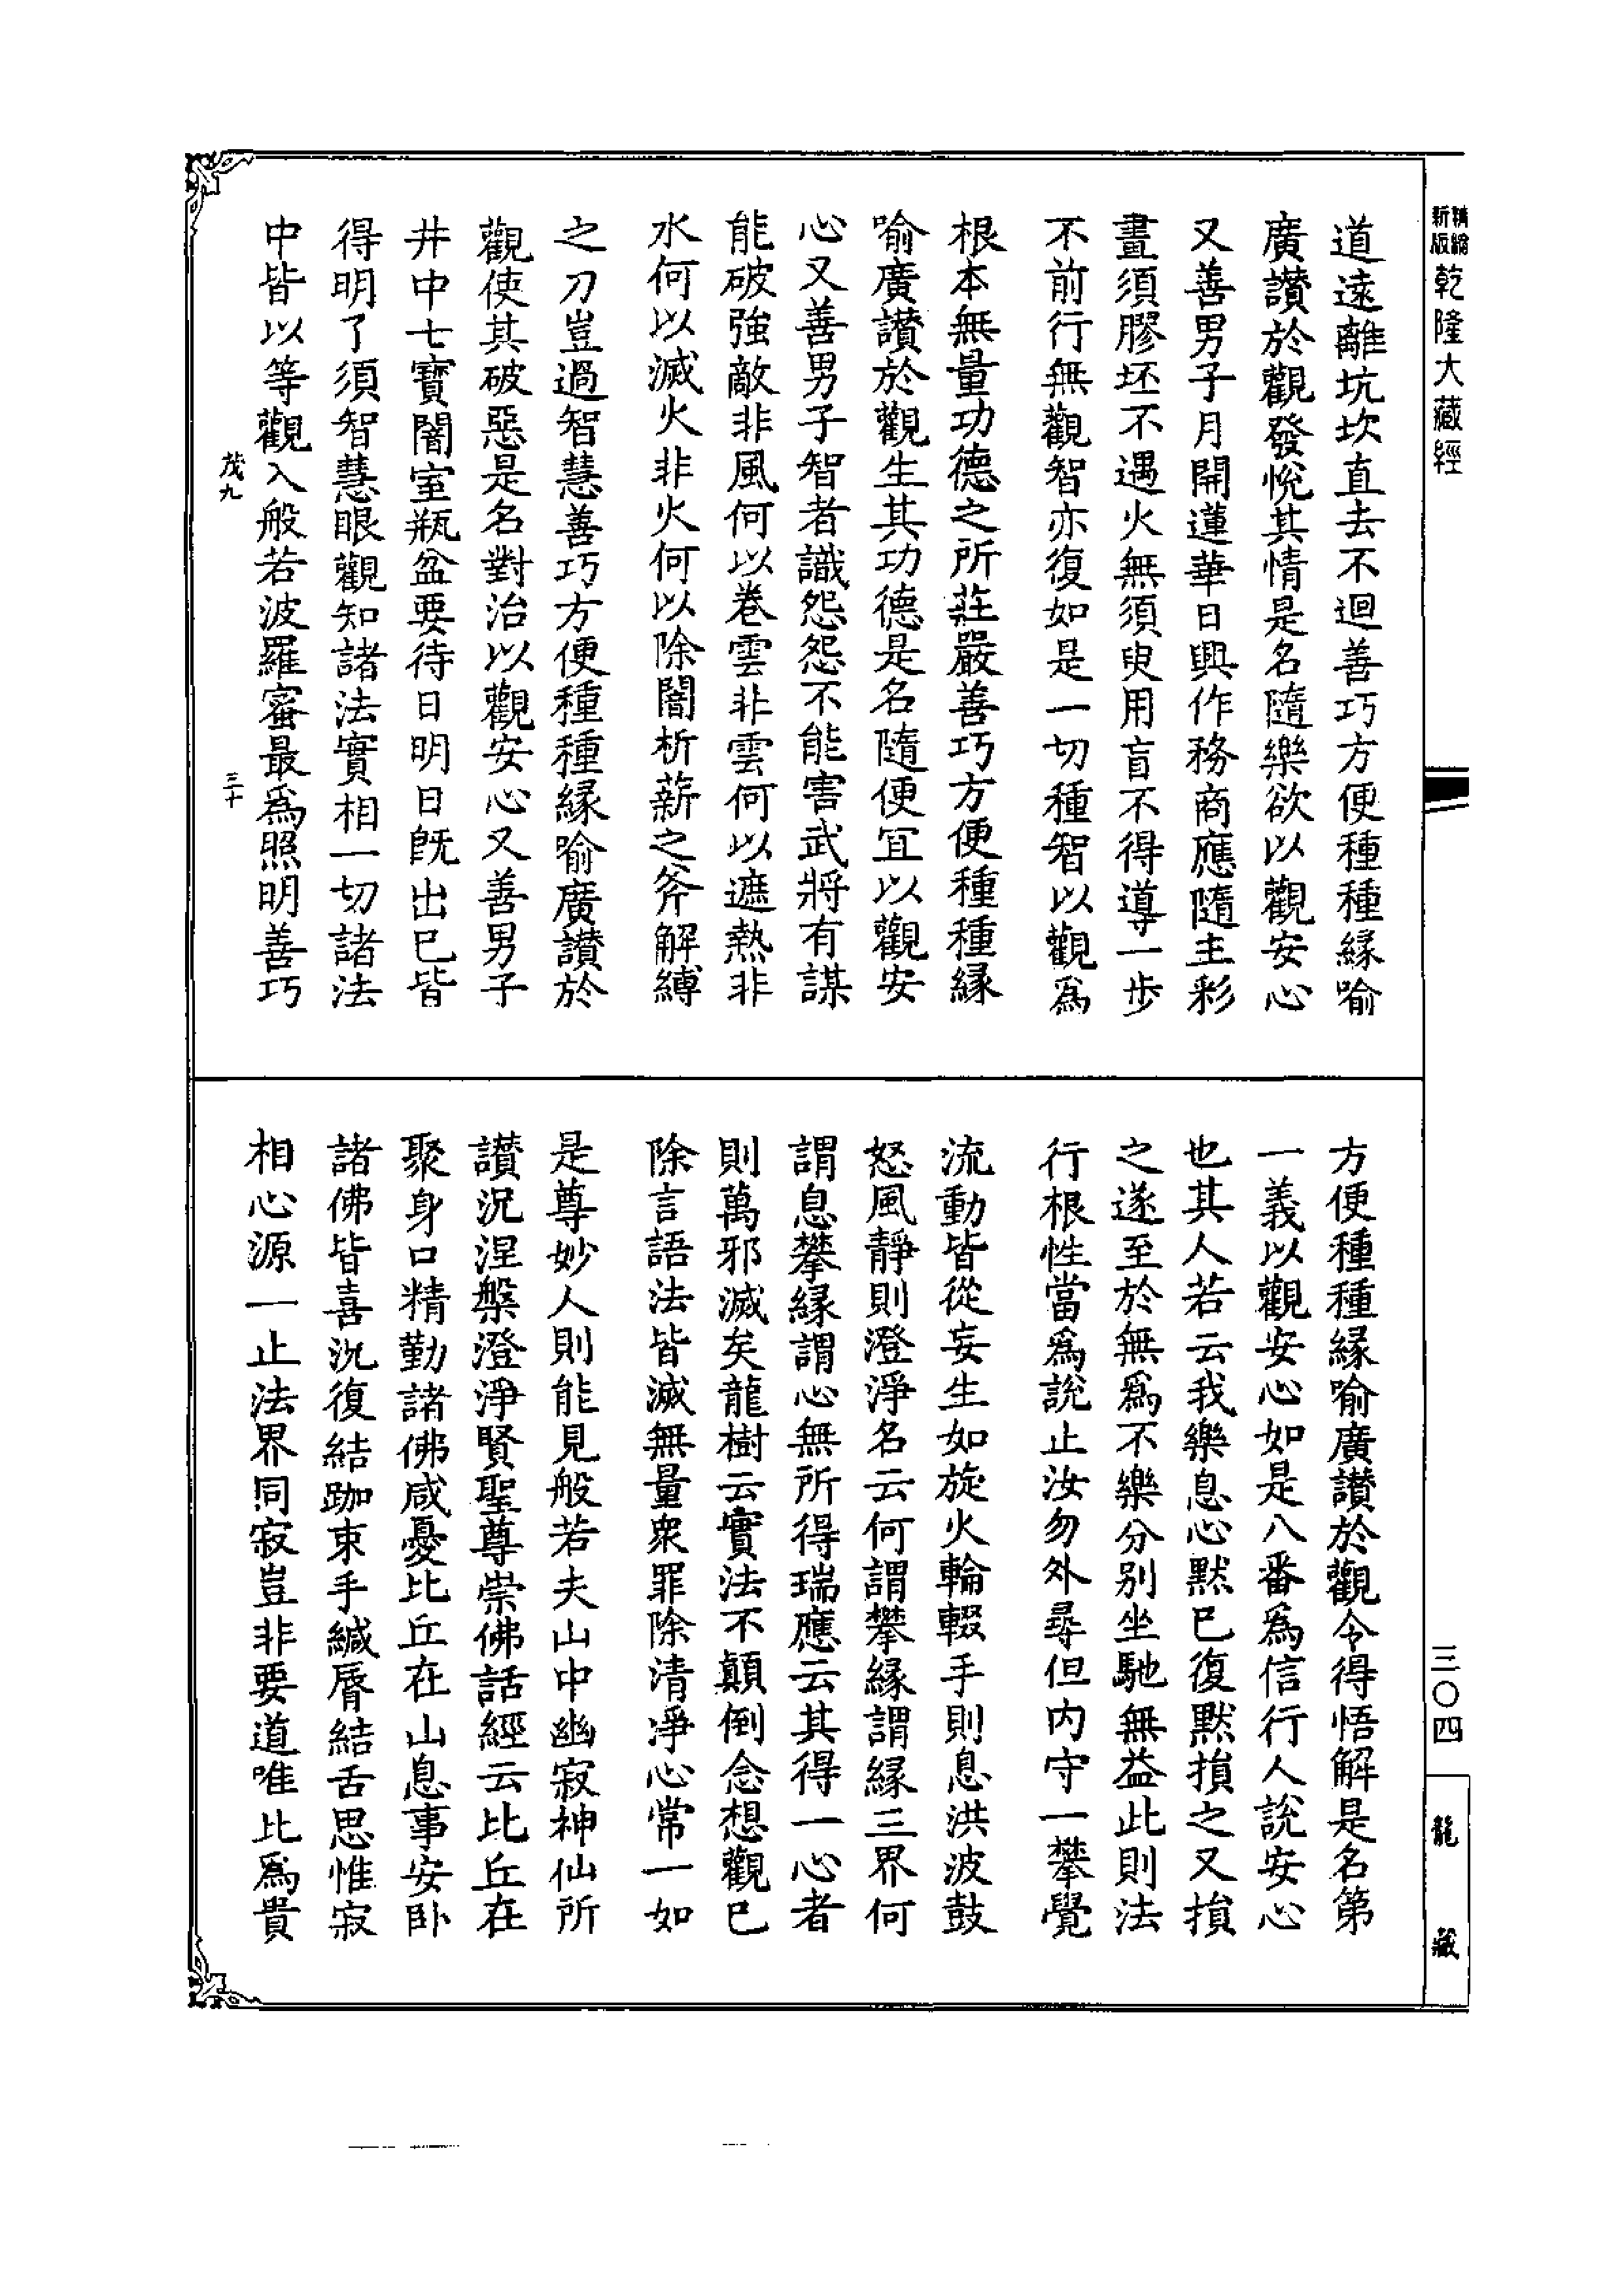 精繪
新版
乾隆大藏經
道遠離坑坎直去不迴善巧方便種種緣喻
廣讚於觀發悅其情是名隨樂欲以觀安心
又善男子月開蓮華日興作務商應隨主彩
畫須膠坯不遇火無須臾用盲不得導一步
不前行無觀智亦復如是一切種智以觀為
根本無量功德之所莊嚴善巧方便種種緣
喻廣讚於觀生其功德是名隨便宜以觀安
心又善男子智者識怨怨不能害武將有謀
能破強敵非風何以卷雲非雲何以遮熱非
水何以滅火非火何以除闇析薪之斧解縛
之刀豈過智慧善巧方便種種緣喻廣讚於
觀使其破惡是名對治以觀安心又善男子
井中七寶闇室瓶盆要待日明日旣出已皆
得明了須智慧眼觀知諸法實相一切諸法
中皆以等觀入般若波羅蜜最為照明善巧
茂九
三十
方便種種緣喻廣讚於觀令得悟解是名第
一義以觀安心如是八番為信行人說安心
也其人若云我樂息心默已復默損之又損
之遂至於無為不樂分別坐馳無益此則法
行根性當為說止汝勿外尋但內守一攀覺
流動皆從妄生如旋火輪輟手則息洪波鼓
怒風靜則澄淨名云何謂攀緣謂緣三界何
謂息攀緣謂心無所得瑞應云其得一心者
則萬邪滅矣龍樹云實法不顛倒念想觀已
除言語法皆滅無量眾罪除清淨心常一如
是尊妙人則能見般若夫山中幽寂神仙所
讚況涅槃澄淨賢聖尊崇佛話經云比丘在
聚身口精勤諸佛咸憂比丘在山息事安臥
諸佛皆喜況復結跏束手緘脣結舌思惟寂
相心源一止法界同寂豈非要道唯此為貴
三〇四
龍藏